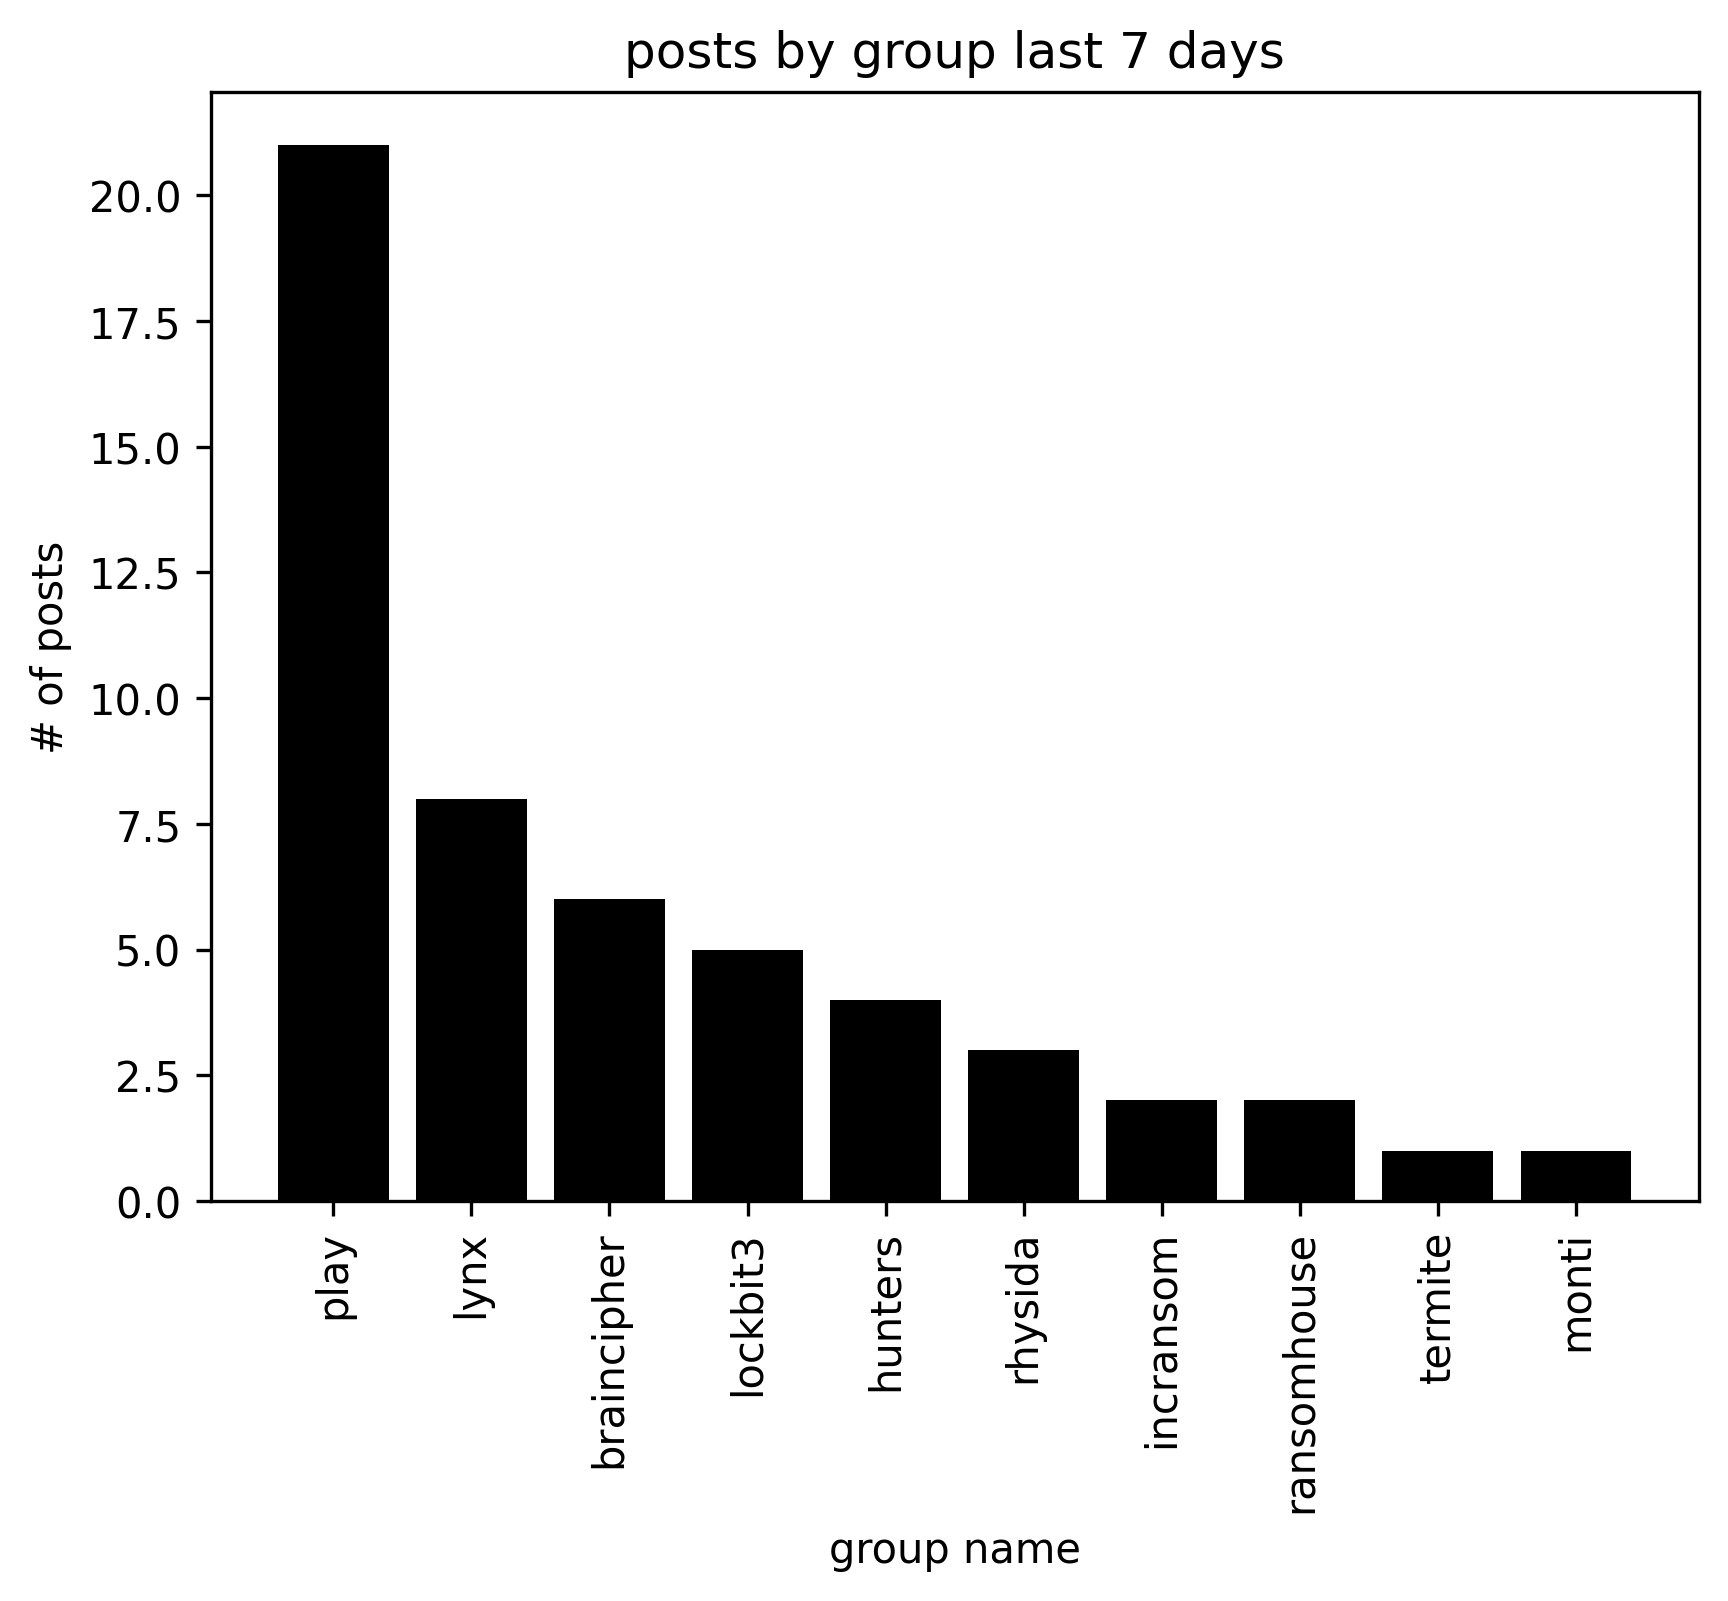 posts by group last 7 days
# of posts
20.0
17.5
15.0
12.5
10.0
7.5
5.0
2.5
0.0
play
lynx
braincipher
lockbit3
hunters
rhysida
incransom
ransomhouse
termite
monti
group name